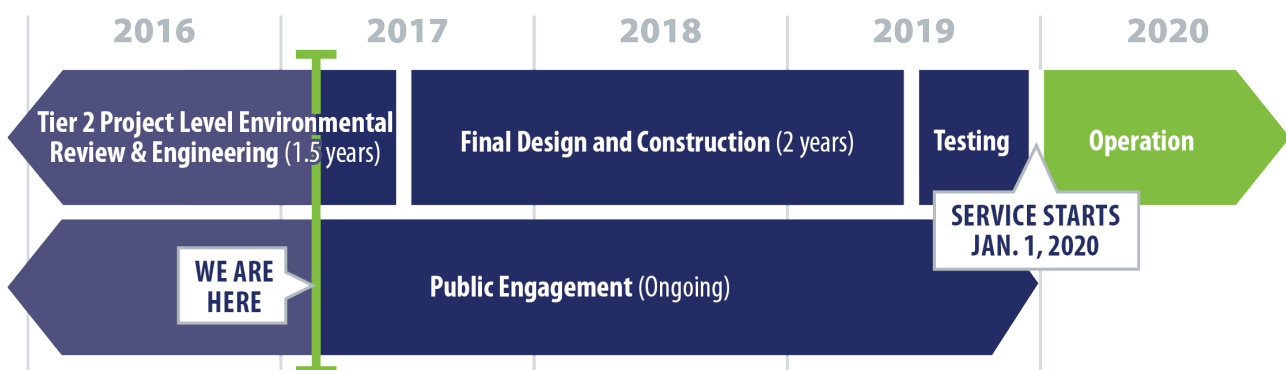 2016 2017 2018 2019 2020
Tier 2 Project Level Environmental
Review & Engineering (1.5 years)
Final Design and Construction (2 years)
Testing
Operation
SERVICE STARTS
JAN. 1, 2020
WE ARE
HERE
Public Engagement (Ongoing)